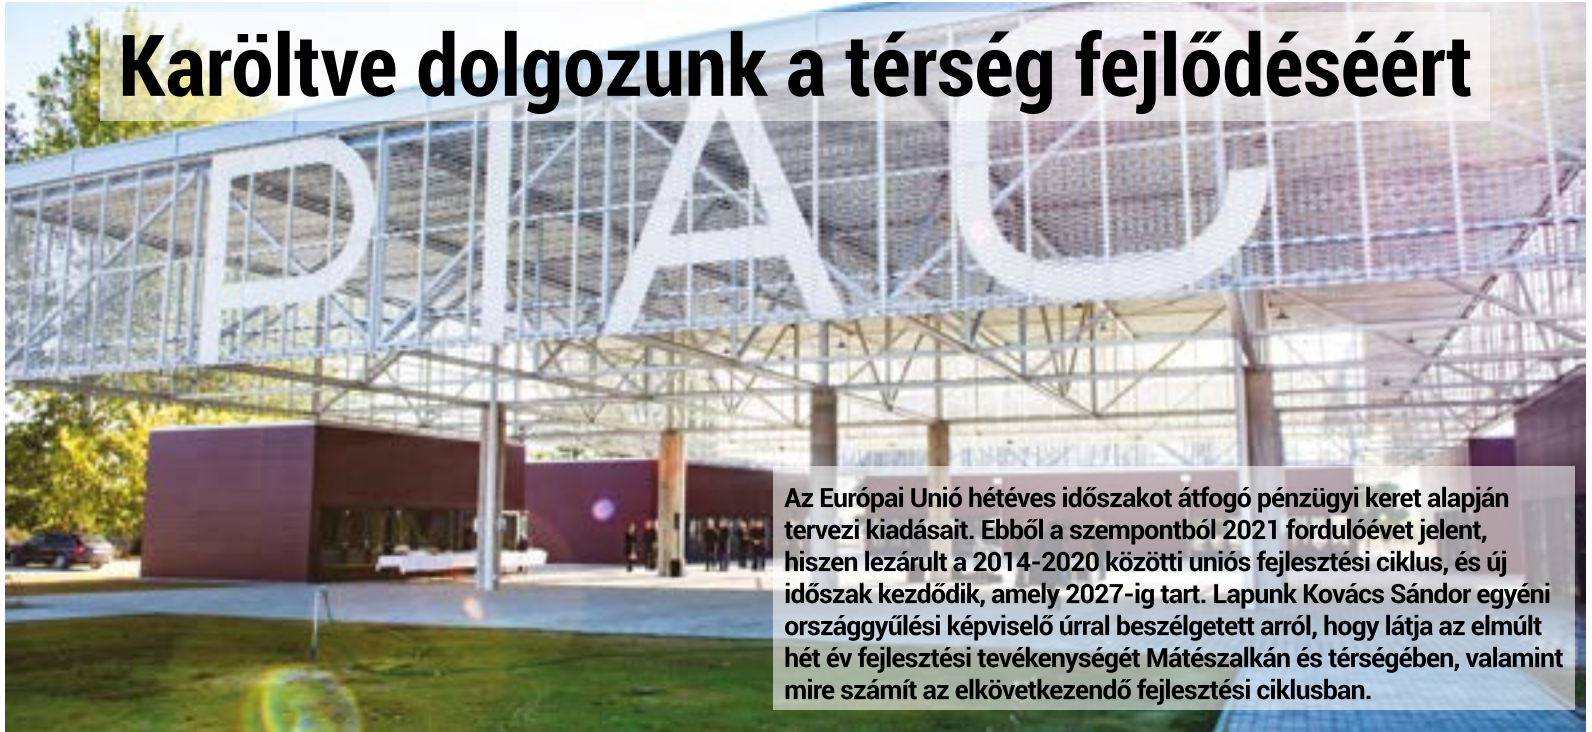 Karöltve dolgozunk a térség fejlődéséért
PIAC
Az Európai Unió hétéves időszakot átfogó pénzügyi keret alapján
tervezi kiadásait. Ebből a szempontból 2021 fordulóévet jelent,
hiszen lezárult a 2014-2020 közötti uniós fejlesztési ciklus, és új
időszak kezdődik, amely 2027-ig tart. Lapunk Kovács Sándor egyéni
országgyűlési képviselő úrral beszélgetett arról, hogy látja az elmúlt
hét év fejlesztési tevékenységét Mátészalkán és térségében, valamint
mire számít az elkövetkezendő fejlesztési ciklusban.